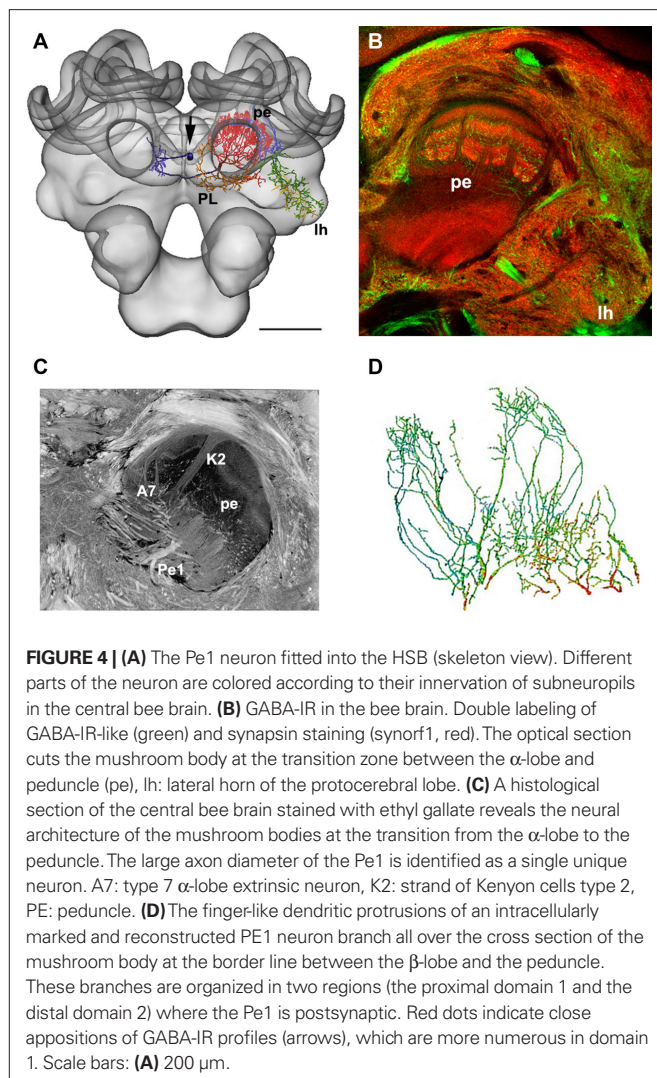 A
B
pe
PL
lh
pe
lh
C
D
K2
A7
pe
Pe1
FIGURE 4 | (A) The Pe1 neuron fitted into the HSB (skeleton view). Different
parts of the neuron are colored according to their innervation of subneuropils
in the central bee brain. (B) GABA-IR in the bee brain. Double labeling of
GABA-IR-like (green) and synapsin staining (synorf1, red). The optical section
cuts the mushroom body at the transition zone between the α-lobe and
peduncle (pe), lh: lateral horn of the protocerebral lobe. (C) A histological
section of the central bee brain stained with ethyl gallate reveals the neural
architecture of the mushroom bodies at the transition from the α-lobe to the
peduncle. The large axon diameter of the Pe1 is identified as a single unique
neuron. A7: type 7 α-lobe extrinsic neuron, K2: strand of Kenyon cells type 2,
PE: peduncle. (D) The finger-like dendritic protrusions of an intracellularly
marked and reconstructed PE1 neuron branch all over the cross section of the
mushroom body at the border line between the β-lobe and the peduncle.
These branches are organized in two regions (the proximal domain 1 and the
distal domain 2) where the Pe1 is postsynaptic. Red dots indicate close
appositions of GABA-IR profiles (arrows), which are more numerous in domain
1. Scale bars: (A) 200 μm.